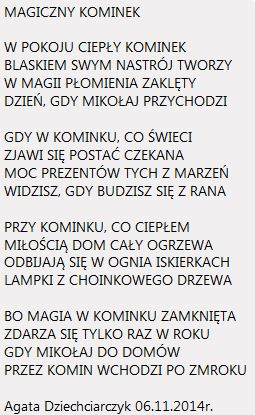 MAGICZNY KOMINEK

W POKOJU CIEPŁY KOMINEK
BLASKIEM SWYM NASTRÓJ TWORZY
W MAGII PŁOMIENIA ZAKLĘTY
DZIEŃ, GDY MIKOŁAJ PRZYCHODZI

GDY W KOMINKU, CO ŚWIECI
ZJAWI SIĘ POSTAĆ CZEKANA
MOC PREZENTÓW TYCH Z MARZEŃ
WIDZISZ, GDY BUDZISZ SIĘ Z RANA

PRZY KOMINKU, CO CIEPŁEM
MIŁOŚCIĄ DOM CAŁY OGRZEWA
ODBIJAJĄ SIĘ W OGNIA ISKIERKACH
LAMPKI Z CHOINKOWEGO DRZEWA

BO MAGIA W KOMINKU ZAMKNIĘTA
ZDARZA SIĘ TYLKO RAZ W ROKU
GDY MIKOŁAJ DO DOMÓW
PRZEZ KOMIN WCHODZI PO ZMROKU

Agata Dziechciarczyk 06.11.2014r.